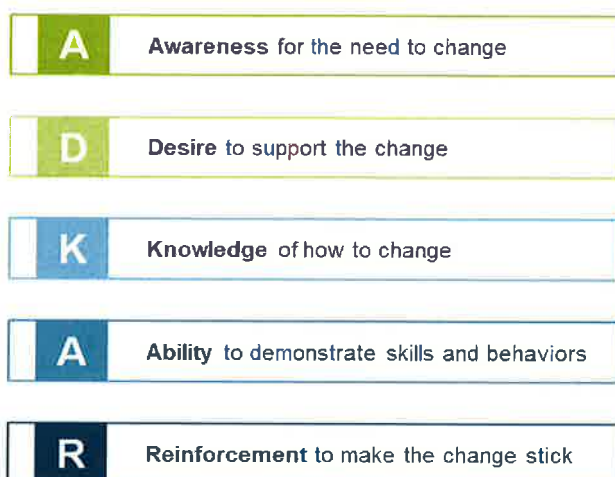 A Awareness for the need to change
D Desire to support the change
K Knowledge of how to change
A Ability to demonstrate skills and behaviors
R Reinforcement to make the change stick